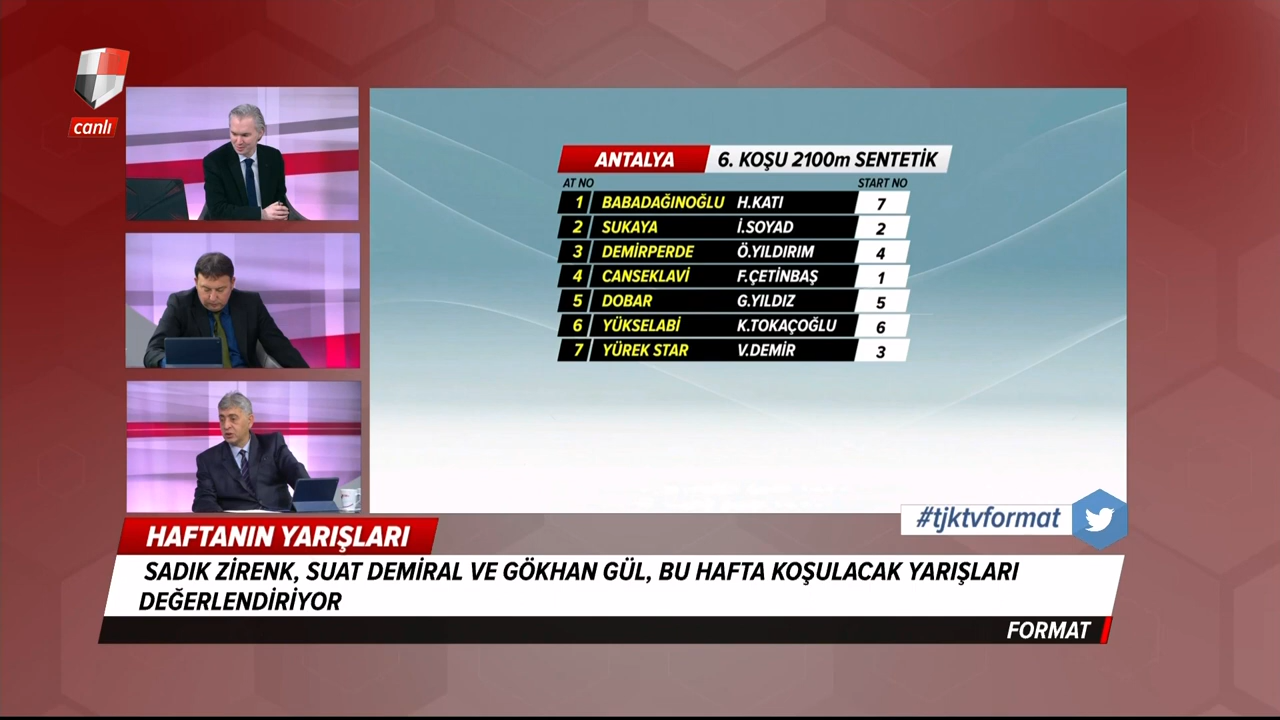 canlı
ANTALYA 6. KOŞU 2100m SENTETİK
AT NO START NO
1 BABADAĞINOĞLU H.KATI 7
2 SUKAYA İ.SOYAD 2
3 DEMİRPERDE Ö.YILDIRIM 4
4 CANSEKLAVİ F.ÇETİNBAŞ 1
5 DOBAR G.YILDIZ 5
6 YÜKSELABİ K.TOKAÇOĞLU 6
7 YÜREK STAR V.DEMİR 3
#tjktvformat
HAFTANIN YARIŞLARI
SADIK ZİRENK, SUAT DEMİRAL VE GÖKHAN GÜL, BU HAFTA KOŞULACAK YARIŞLARI
DEĞERLENDİRİYOR
FORMAT